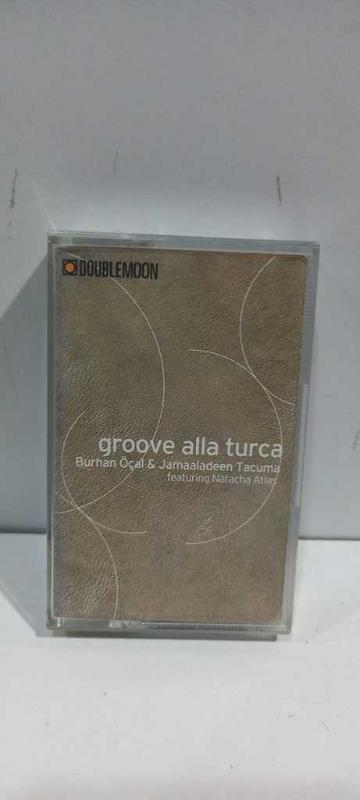 DOUBLEMOON
groove alla turca
Burhan Öçal & Jamaaladeen Tacuma
featuring Natacha Atlas